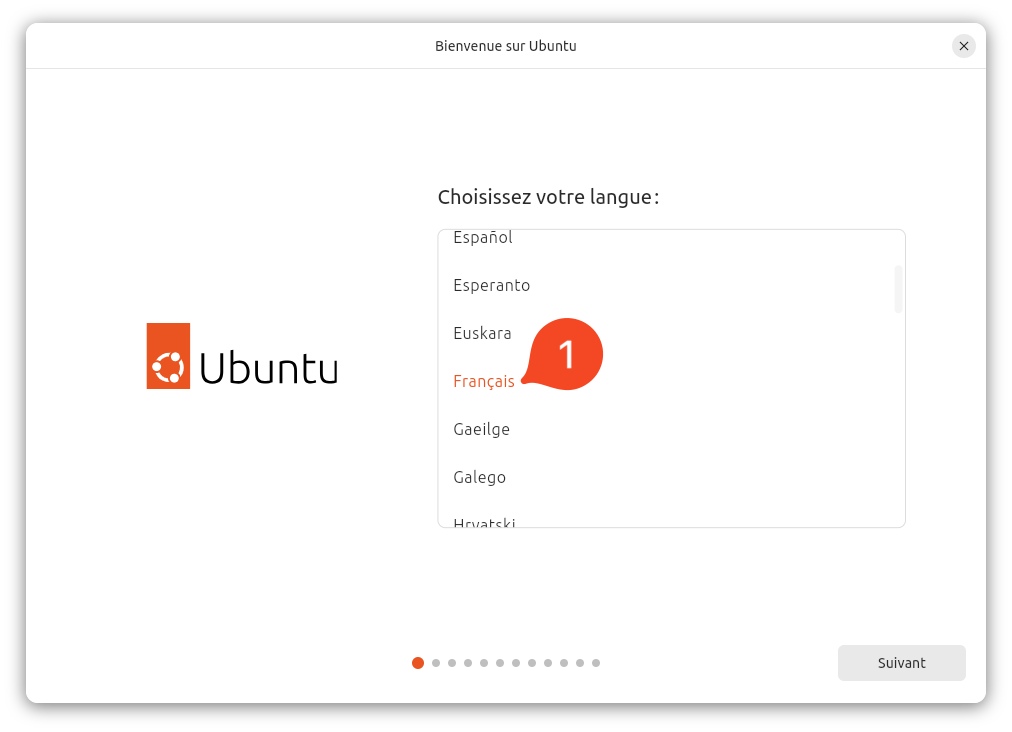 Bienvenue sur Ubuntu
Choisissez votre langue :
Español
Esperanto
Euskara
1
Français
Gaeilge
Galego
Hrvatski
Ubuntu
Suivant